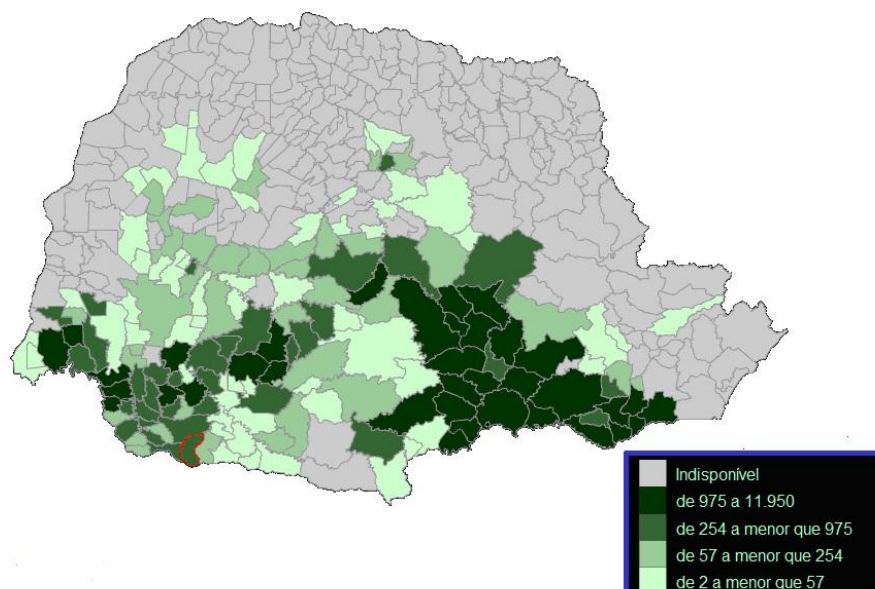 Indisponível
de 975 a 11.950
de 254 a menor que 975
de 57 a menor que 254
de 2 a menor que 57